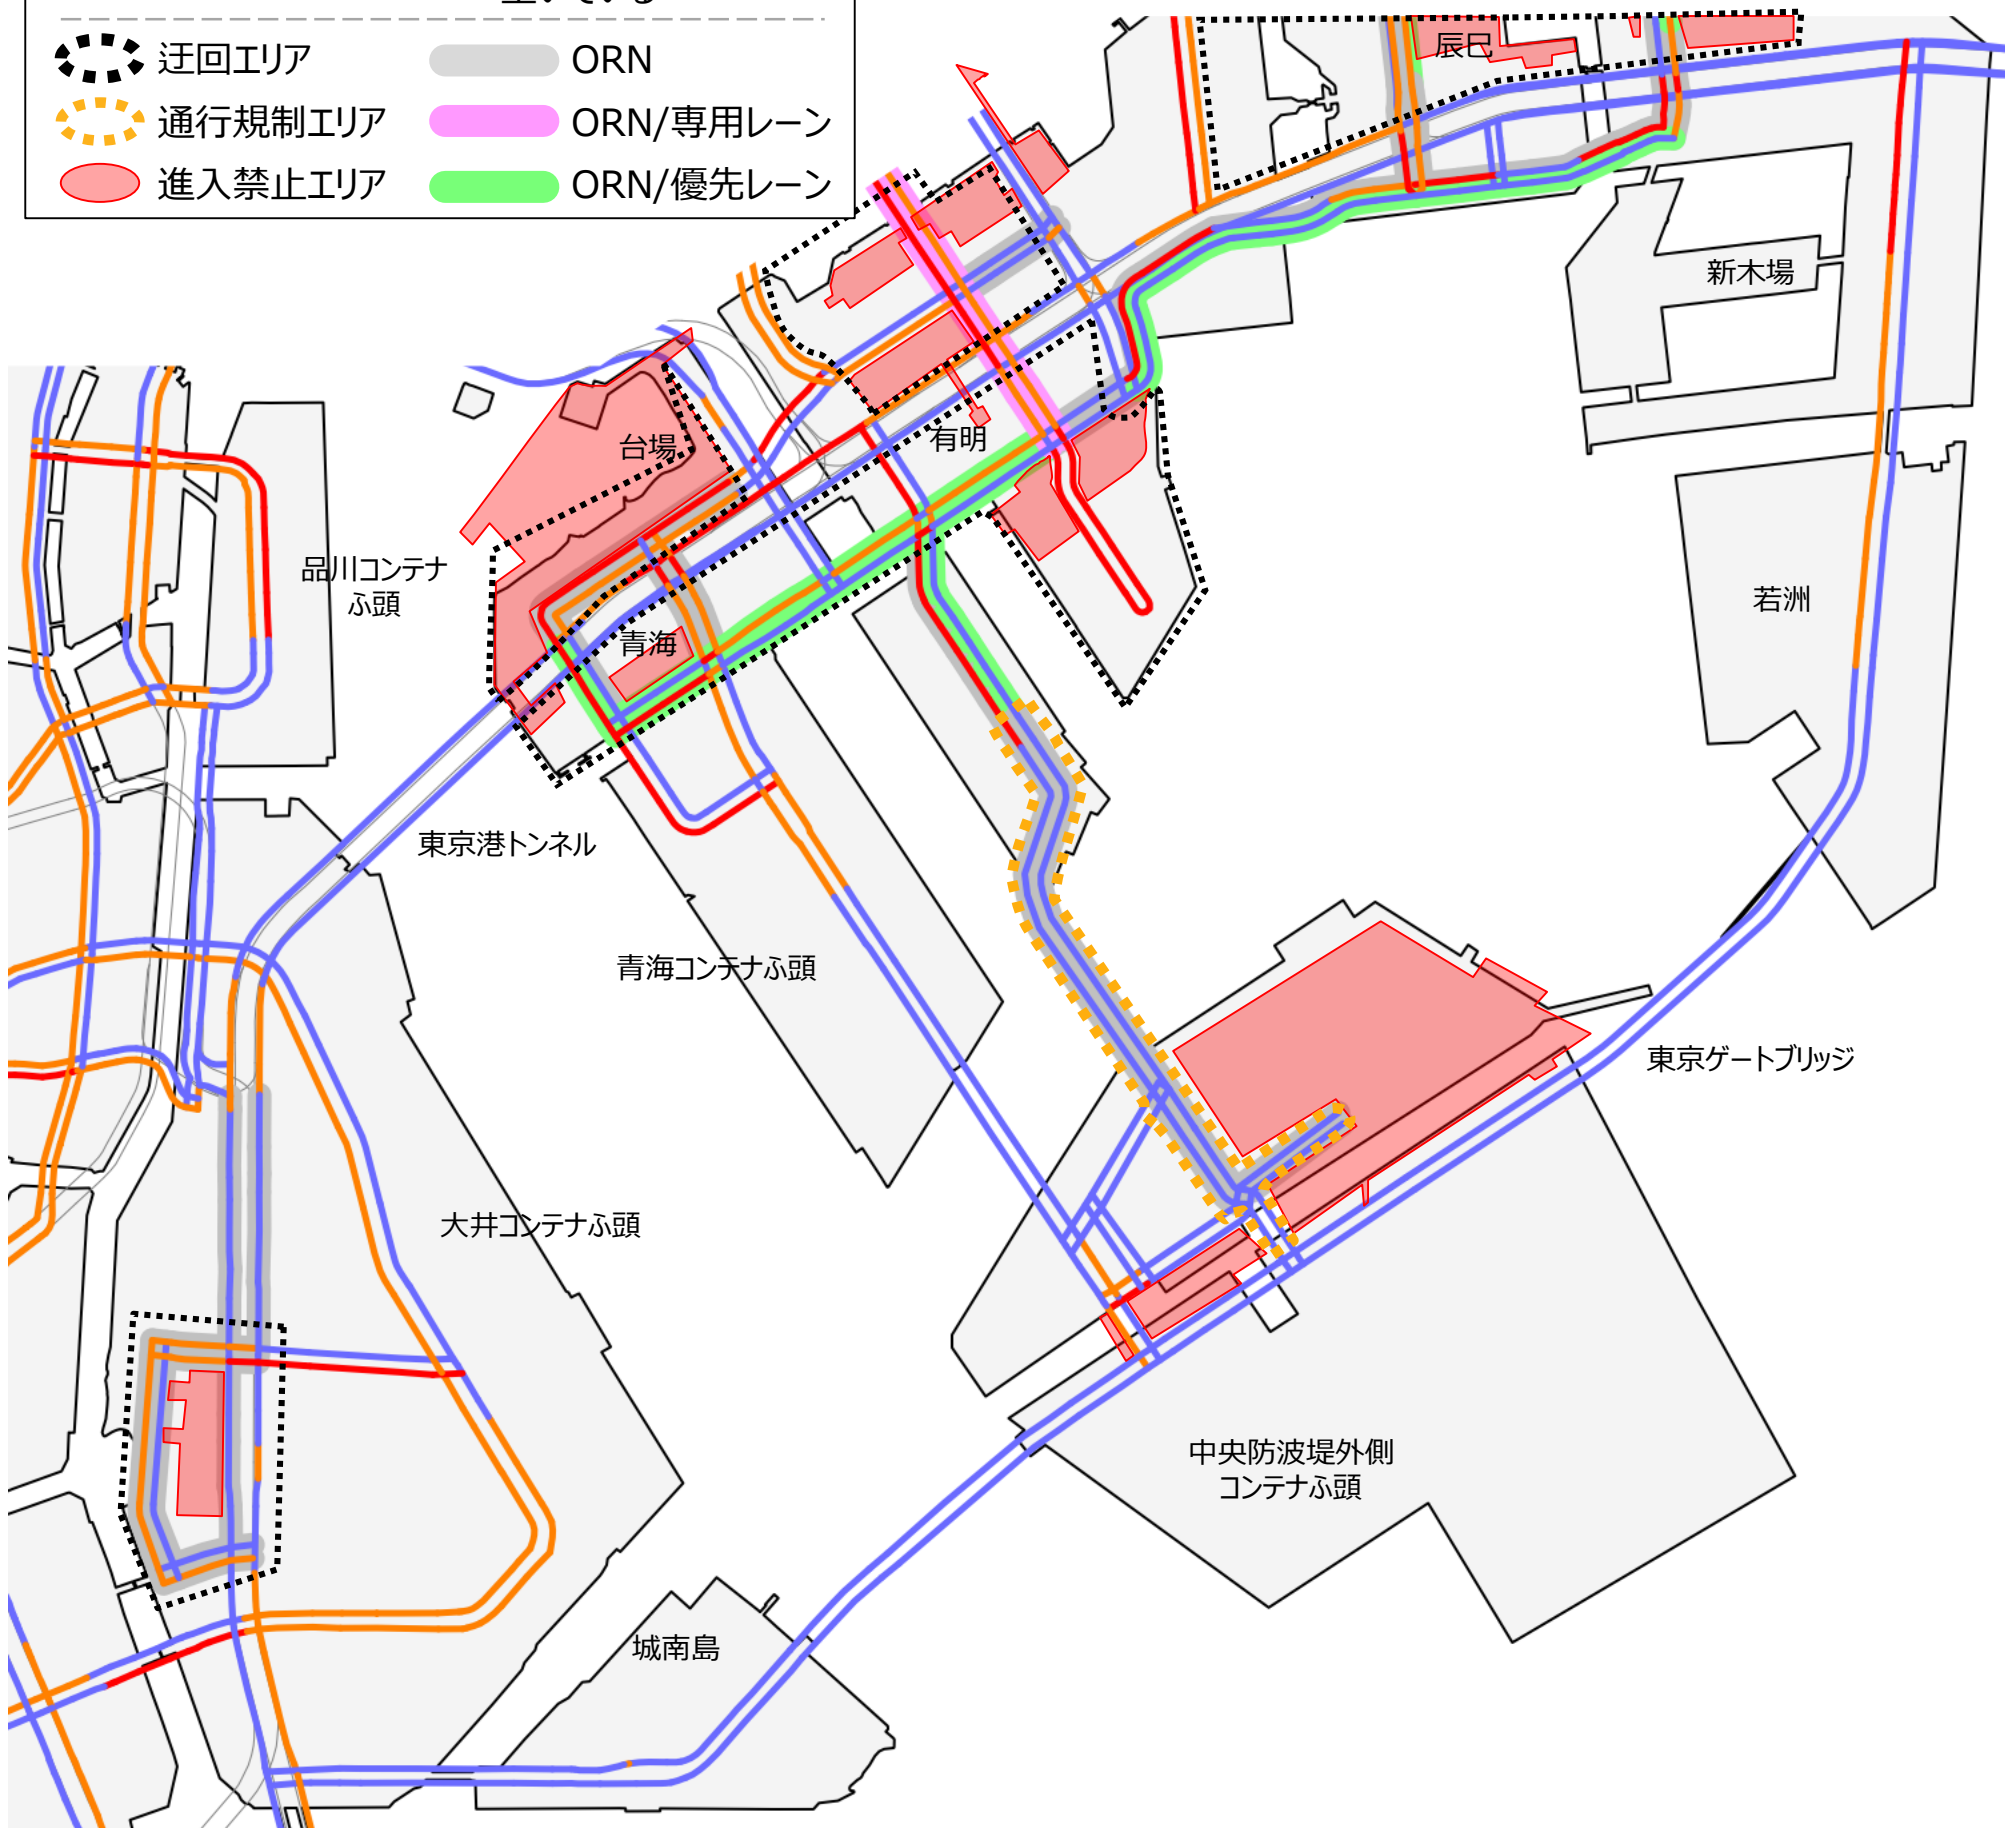 空いている
迂回エリア
ORN
通行規制エリア
ORN/専用レーン
進入禁止エリア
ORN/優先レーン
辰巳
新木場
台場
有明
品川コンテナ
ふ頭
若洲
青海
東京港トンネル
青海コンテナふ頭
東京ゲートブリッジ
大井コンテナふ頭
中央防波堤外側
コンテナふ頭
城南島